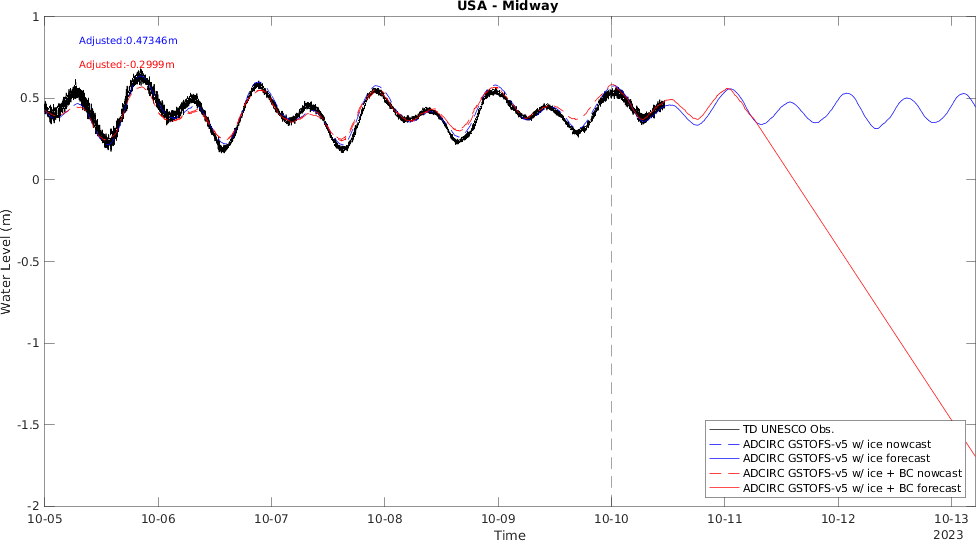 USA - Midway
Adjusted:0.47346m
Adjusted:-0.2999m
1
0.5
0
-0.5
-1
-1.5
-2
Water Level (m)
10-05 10-06 10-07 10-08 10-09 10-10 10-11 10-12 10-13
Time
2023
TD UNESCO Obs.
ADCIRC GSTOFS-v5 w/ ice nowcast
ADCIRC GSTOFS-v5 w/ ice forecast
ADCIRC GSTOFS-v5 w/ ice + BC nowcast
ADCIRC GSTOFS-v5 w/ ice + BC forecast